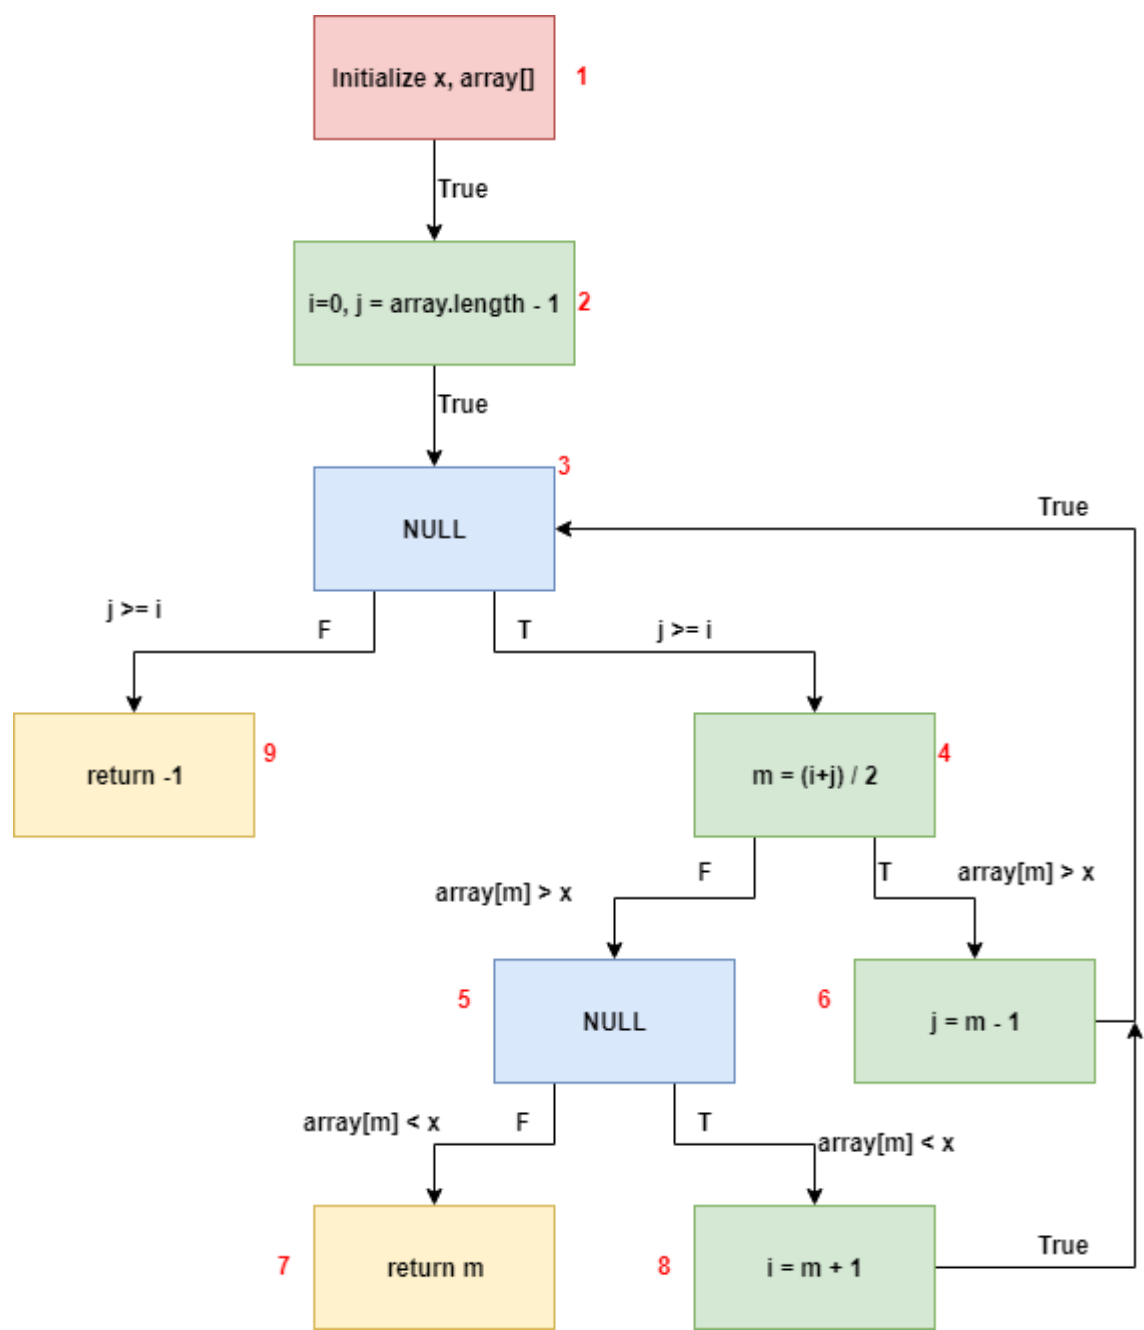 Initialize x, array[]
1
True
i=0, j = array.length - 1
2
True
3
NULL
True
j >= i
F
T
j >= i
return -1
9
m = (i+j) / 2
4
array[m] > x
F
T
array[m] > x
5
NULL
6
j = m - 1
array[m] < x
F
T
array[m] < x
7
return m
8
i = m + 1
True